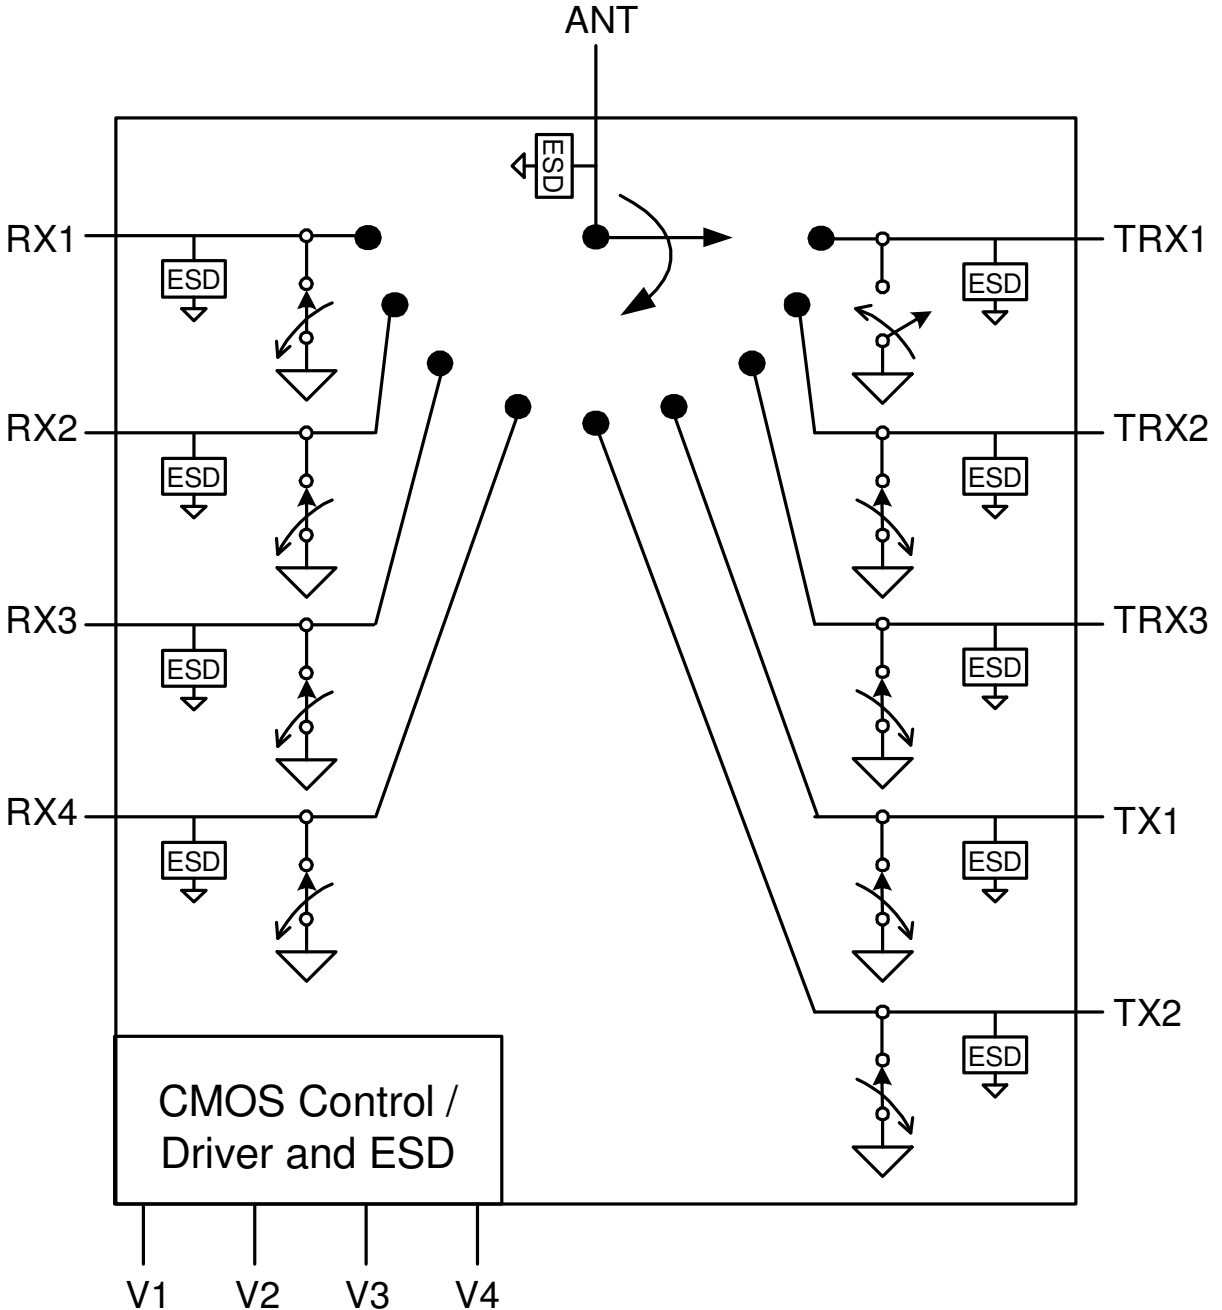 ANT
ESD
RX1
TRX1
ESD
ESD
RX2
TRX2
ESD
ESD
RX3
TRX3
ESD
ESD
RX4
TX1
ESD
ESD
TX2
ESD
CMOS Control /
Driver and ESD
V1
V2
V3
V4